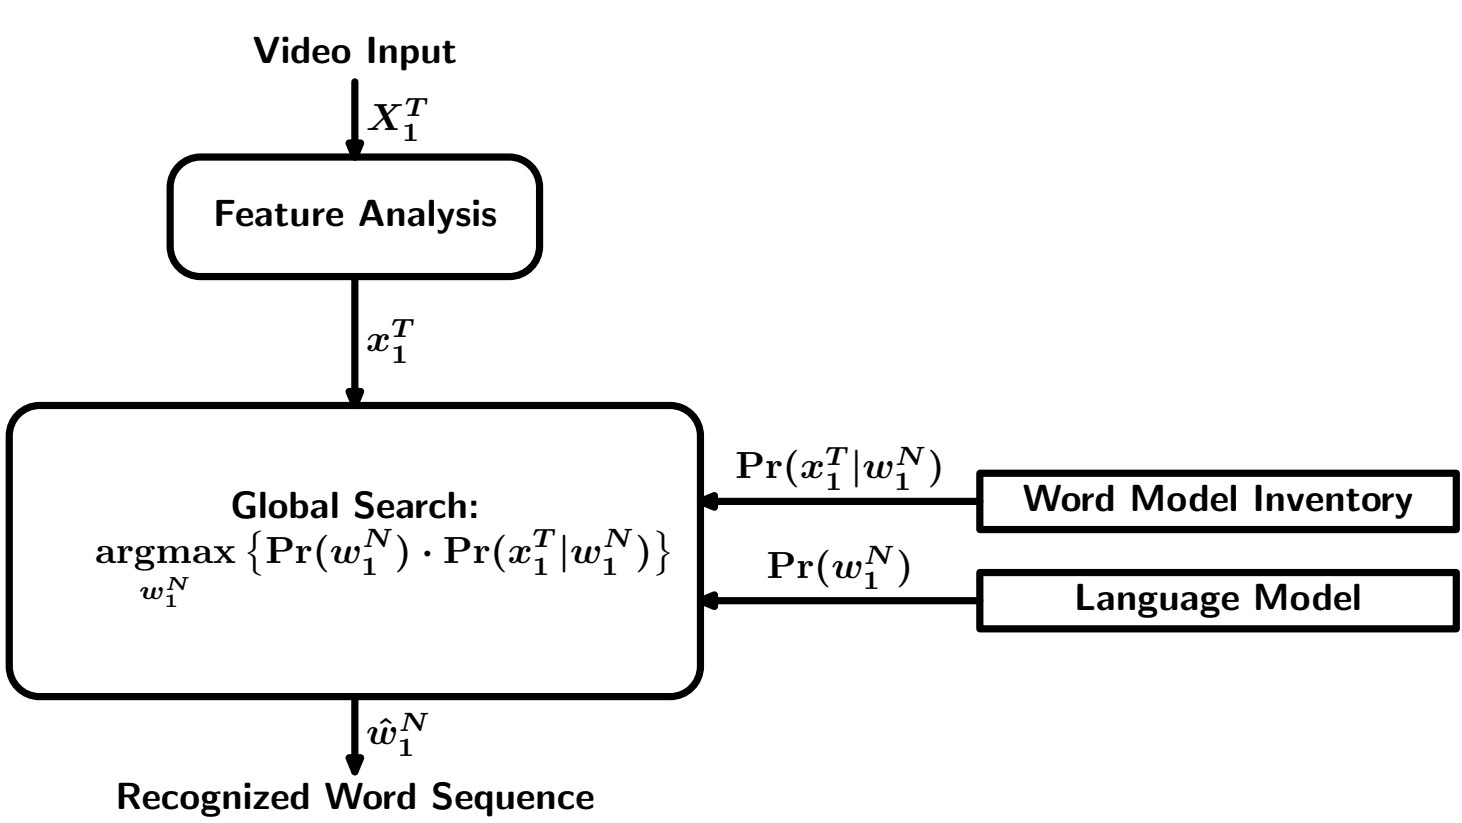 Video Input
X_1^T
Feature Analysis
x_1^T
Pr(x_1^T|w_1^N)
Word Model Inventory
Global Search:
argmax {Pr(w_1^N) · Pr(x_1^T|w_1^N)}
w_1^N
Pr(w_1^N)
Language Model
ŵ_1^N
Recognized Word Sequence